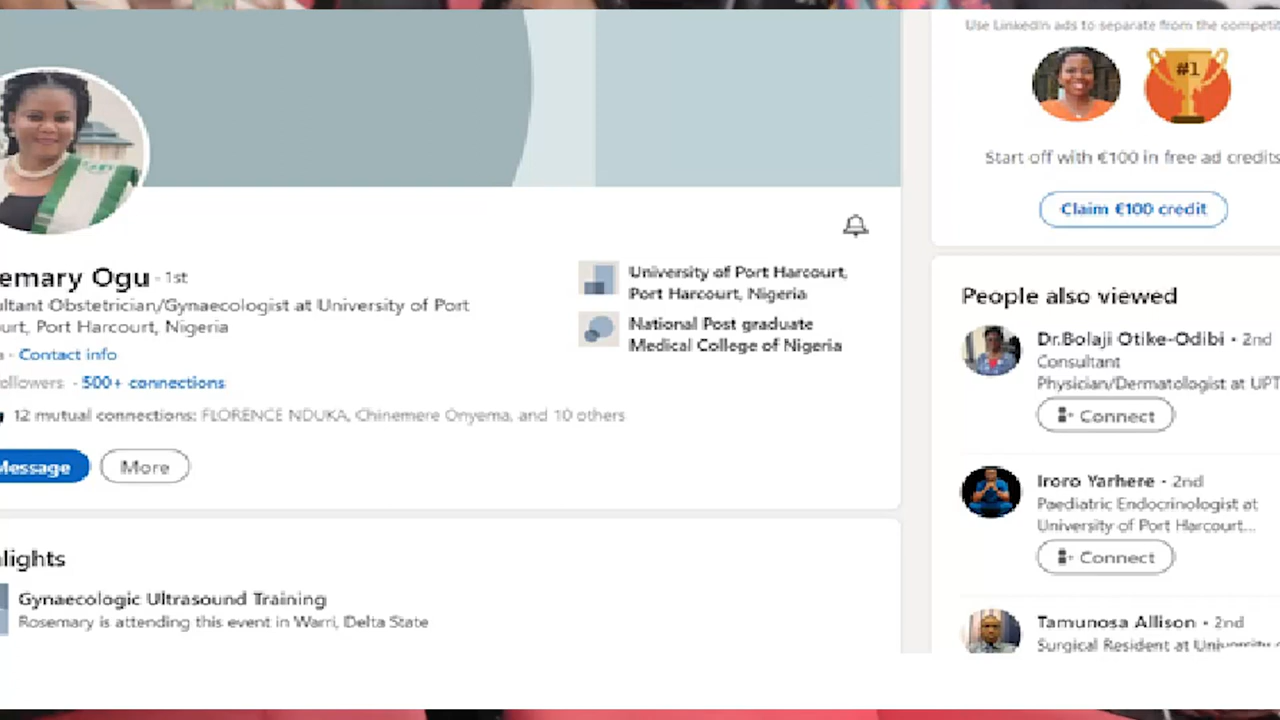 Use LinkedIn ads to separate from the competit
#1
Start off with €100 in free ad credits
Claim €100 credit
emary Ogu · 1st
ultant Obstetrician/Gynaecologist at University of Port
urt, Port Harcourt, Nigeria
· Contact info
ollowers · 500+ connections
12 mutual connections: FLORENCE NDUKA, Chinemere Onyema, and 10 others
Message
More
University of Port Harcourt,
Port Harcourt, Nigeria
National Post graduate
Medical College of Nigeria
lights
Gynaecologic Ultrasound Training
Rosemary is attending this event in Warri, Delta State
People also viewed
Dr.Bolaji Otike-Odibi · 2nd
Consultant
Physician/Dermatologist at UPT
Connect
Iroro Yarhere · 2nd
Paediatric Endocrinologist at
University of Port Harcourt...
Connect
Tamunosa Allison · 2nd
Surgical Resident at University